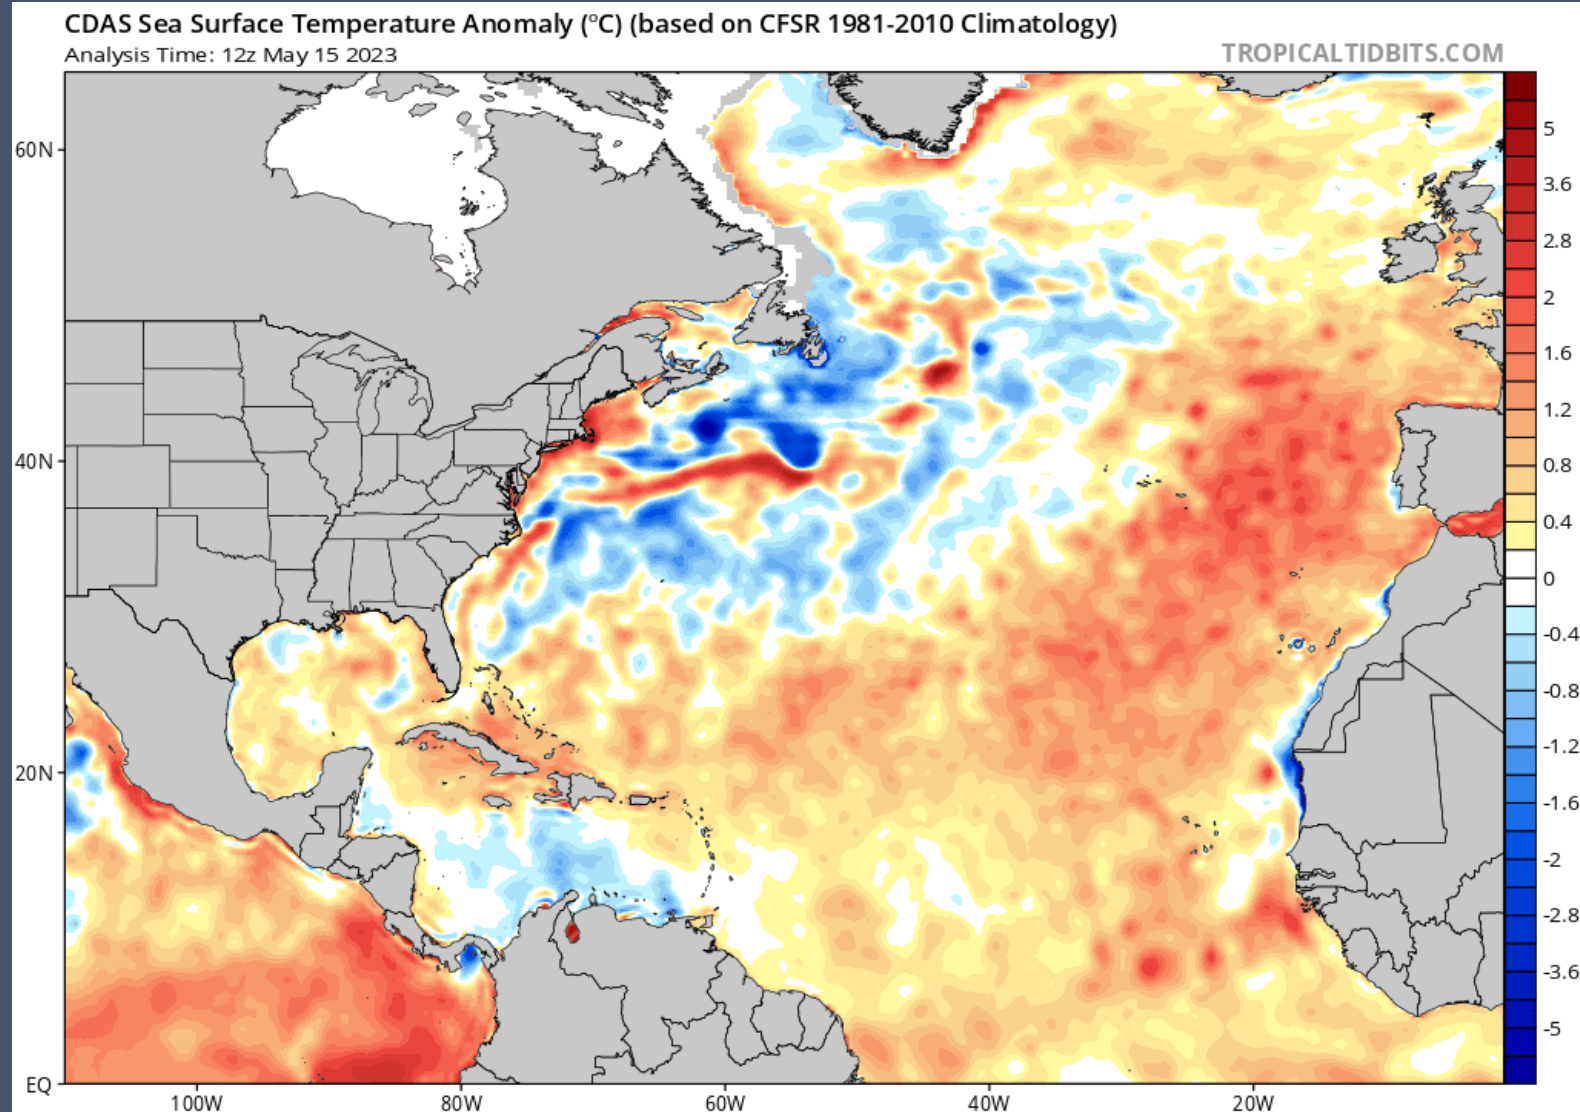 CDAS Sea Surface Temperature Anomaly (°C) (based on CFSR 1981-2010 Climatology)
Analysis Time: 12z May 15 2023
TROPICALTIDBITS.COM
60N
40N
20N
EQ
100W
80W
60W
40W
20W
5
3.6
2.8
2
1.6
1.2
0.8
0.4
0
-0.4
-0.8
-1.2
-1.6
-2
-2.8
-3.6
-5